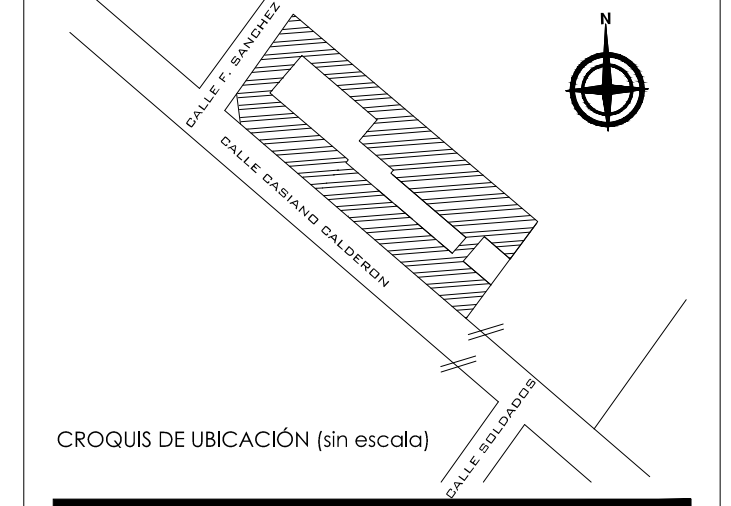 N
CALLE F. SANCHEZ
CALLE CASIANO CALDERON
CALLE SOLDADOS
CROQUIS DE UBICACIÓN (sin escala)